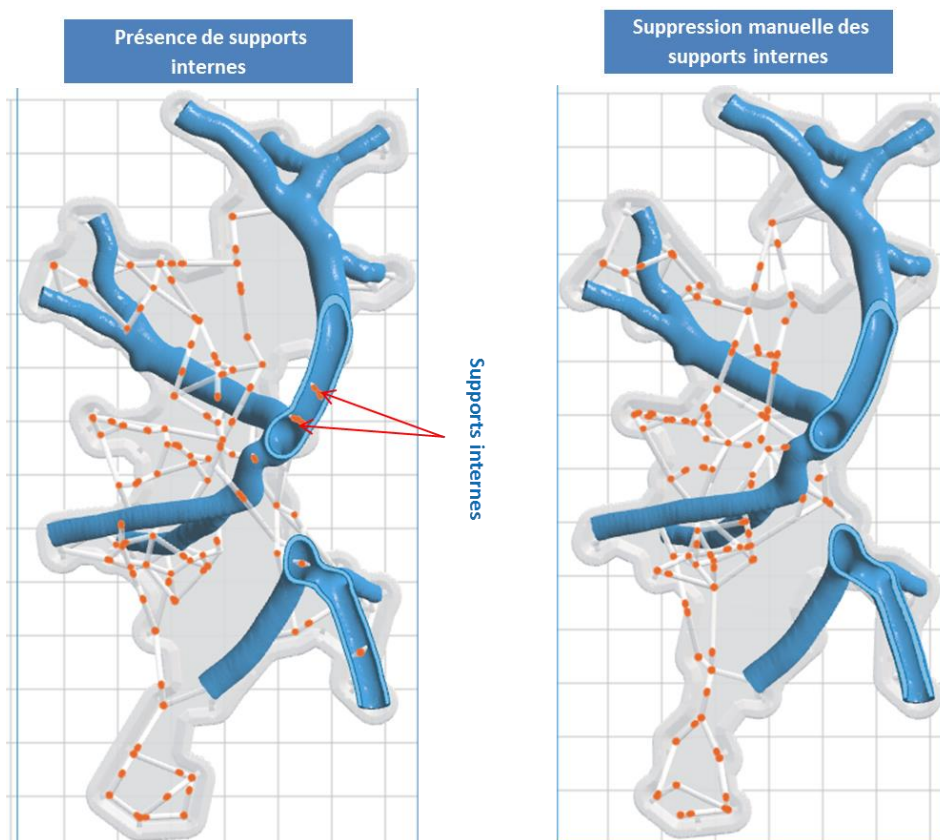 Présence de supports
internes
Suppression manuelle des
supports internes
Supports internes